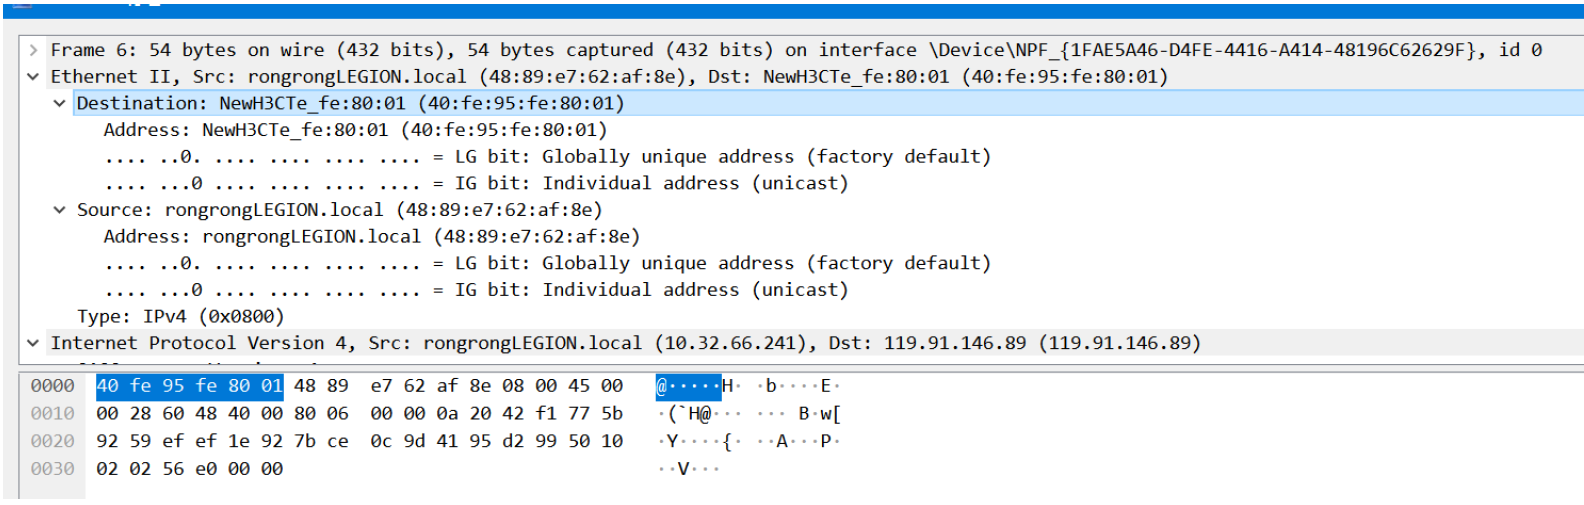 Frame 6: 54 bytes on wire (432 bits), 54 bytes captured (432 bits) on interface \Device\NPF_{1FAE5A46-D4FE-4416-A414-48196C62629F}, id 0
Ethernet II, Src: rongrongLEGION.local (48:89:e7:62:af:8e), Dst: NewH3CTe_fe:80:01 (40:fe:95:fe:80:01)
Destination: NewH3CTe_fe:80:01 (40:fe:95:fe:80:01)
Address: NewH3CTe_fe:80:01 (40:fe:95:fe:80:01)
.... ..0. .... .... .... .... = LG bit: Globally unique address (factory default)
.... ...0 .... .... .... .... = IG bit: Individual address (unicast)
Source: rongrongLEGION.local (48:89:e7:62:af:8e)
Address: rongrongLEGION.local (48:89:e7:62:af:8e)
.... ..0. .... .... .... .... = LG bit: Globally unique address (factory default)
.... ...0 .... .... .... .... = IG bit: Individual address (unicast)
Type: IPv4 (0x0800)
Internet Protocol Version 4, Src: rongrongLEGION.local (10.32.66.241), Dst: 119.91.146.89 (119.91.146.89)
0000 40 fe 95 fe 80 01 48 89 e7 62 af 8e 08 00 45 00 @·····H· ·b····E·
0010 00 28 60 48 40 00 80 06 00 00 0a 20 42 f1 77 5b ·(`H@··· ··· B·w[
0020 92 59 ef ef 1e 92 7b ce 0c 9d 41 95 d2 99 50 10 ·Y····{· ··A···P·
0030 02 02 56 e0 00 00 ··V···